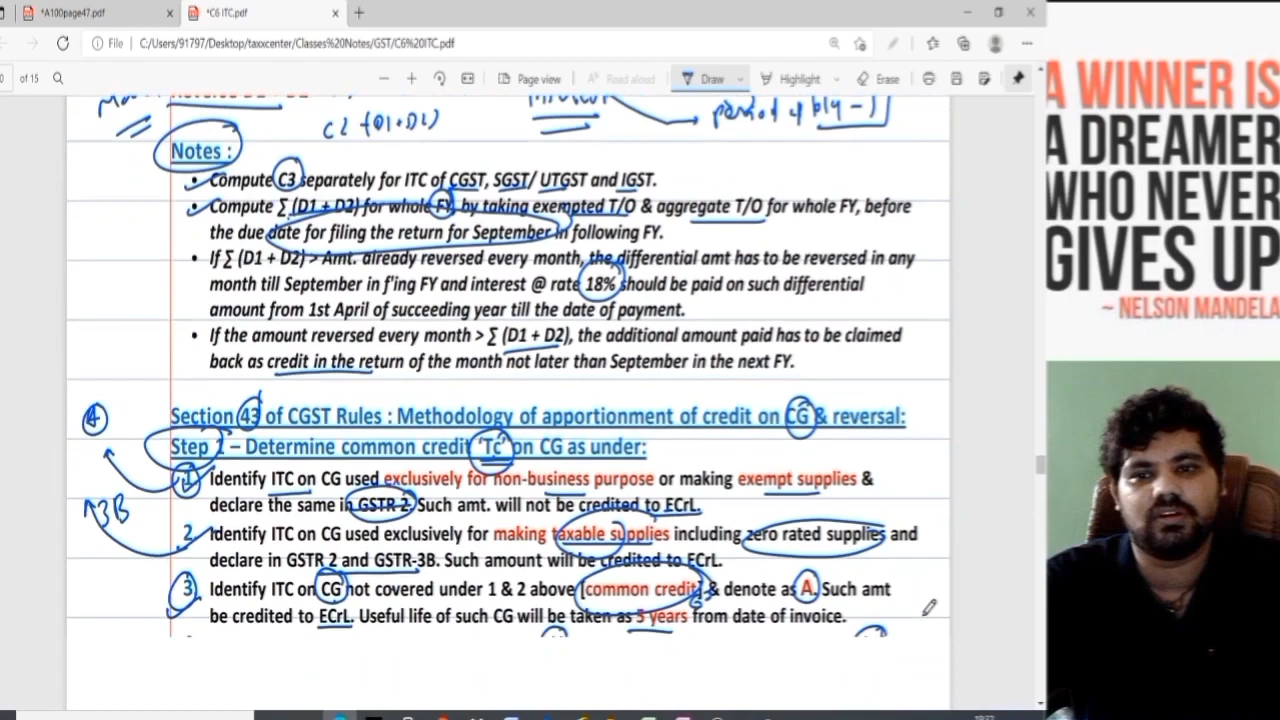 *A100page47.pdf
*C6 ITC.pdf
File
C:/Users/91797/Desktop/taxxcenter/Classes%20Notes/GST/C6%20ITC.pdf
of 15
Page view
Read aloud
Draw
Highlight
Erase
C2 (D1+D2)
period of
Notes :
• Compute C3 separately for ITC of CGST, SGST/ UTGST and IGST.
• Compute ∑ (D1 + D2) for whole FY, by taking exempted T/O & aggregate T/O for whole FY, before
the due date for filing the return for September in following FY.
• If ∑ (D1 + D2) > Amt. already reversed every month, the differential amt has to be reversed in any
month till September in f'ing FY and interest @ rate 18% should be paid on such differential
amount from 1st April of succeeding year till the date of payment.
• If the amount reversed every month > ∑ (D1 + D2), the additional amount paid has to be claimed
back as credit in the return of the month not later than September in the next FY.
Section 43 of CGST Rules : Methodology of apportionment of credit on CG & reversal:
Step 1 – Determine common credit 'Tc' on CG as under:
4
1 Identify ITC on CG used exclusively for non-business purpose or making exempt supplies &
declare the same in GSTR 2. Such amt. will not be credited to ECrL.
3B
2. Identify ITC on CG used exclusively for making taxable supplies including zero rated supplies and
declare in GSTR 2 and GSTR-3B. Such amount will be credited to ECrL.
3. Identify ITC on CG not covered under 1 & 2 above [common credit] & denote as A. Such amt
be credited to ECrL. Useful life of such CG will be taken as 5 years from date of invoice.
A WINNER IS
A DREAMER
WHO NEVER
GIVES UP
~ NELSON MANDELA